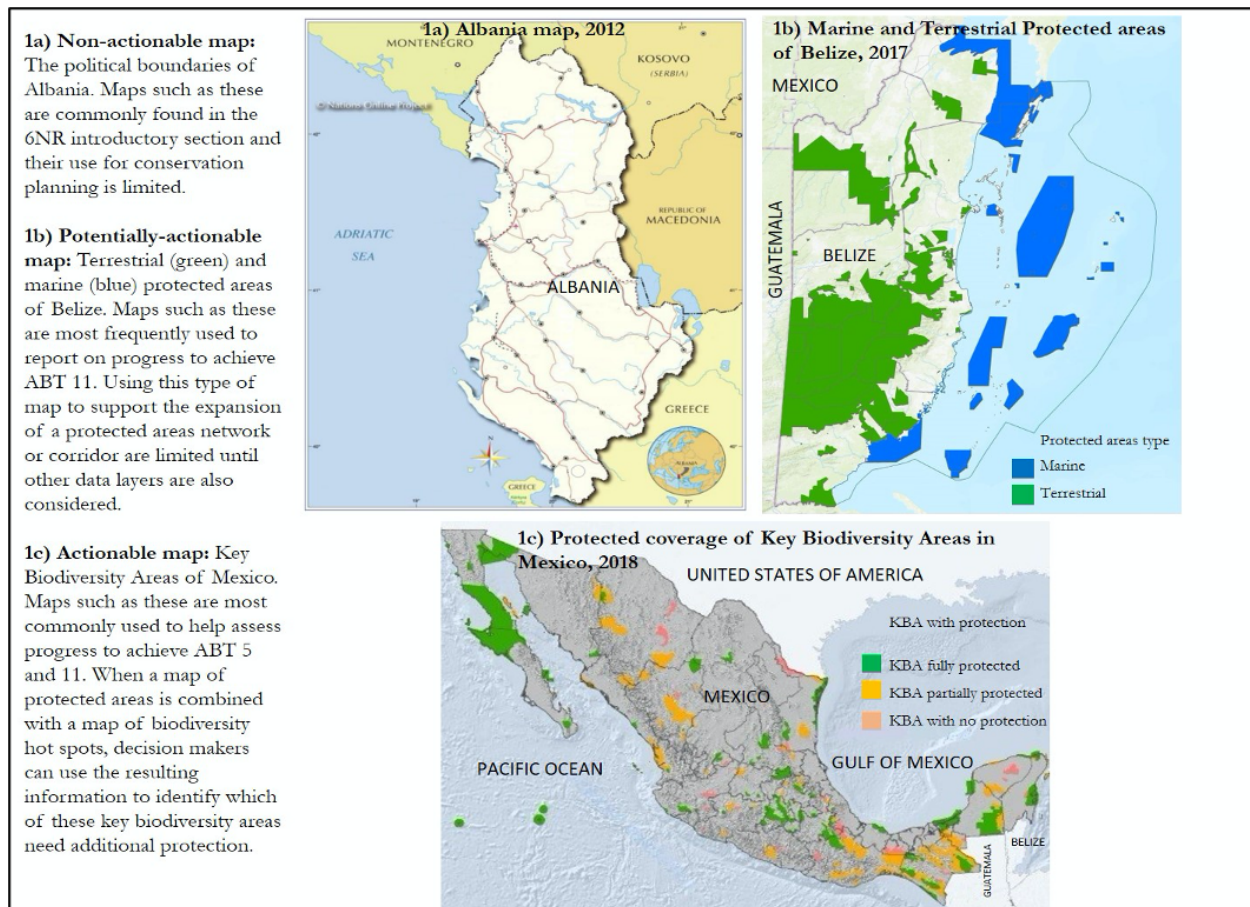 1a) Non-actionable map:
The political boundaries of
Albania. Maps such as these
are commonly found in the
6NR introductory section and
their use for conservation
planning is limited.
1b) Potentially-actionable
map: Terrestrial (green) and
marine (blue) protected areas
of Belize. Maps such as these
are most frequently used to
report on progress to achieve
ABT 11. Using this type of
map to support the expansion
of a protected areas network
or corridor are limited until
other data layers are also
considered.
1c) Actionable map: Key
Biodiversity Areas of Mexico.
Maps such as these are most
commonly used to help assess
progress to achieve ABT 5
and 11. When a map of
protected areas is combined
with a map of biodiversity
hot spots, decision makers
can use the resulting
information to identify which
of these key biodiversity areas
need additional protection.
1a) Albania map, 2012
MONTENEGRO
KOSOVO
(SERBIA)
© Nations Online Project
REPUBLIC OF
MACEDONIA
ADRIATIC
SEA
ALBANIA
GREECE
N
GREECE
ALBANIA
1b) Marine and Terrestrial Protected areas
of Belize, 2017
MEXICO
GUATEMALA
BELIZE
Protected areas type
Marine
Terrestrial
1c) Protected coverage of Key Biodiversity Areas in
Mexico, 2018
UNITED STATES OF AMERICA
KBA with protection
KBA fully protected
KBA partially protected
KBA with no protection
MEXICO
GULF OF MEXICO
PACIFIC OCEAN
BELIZE
GUATEMALA